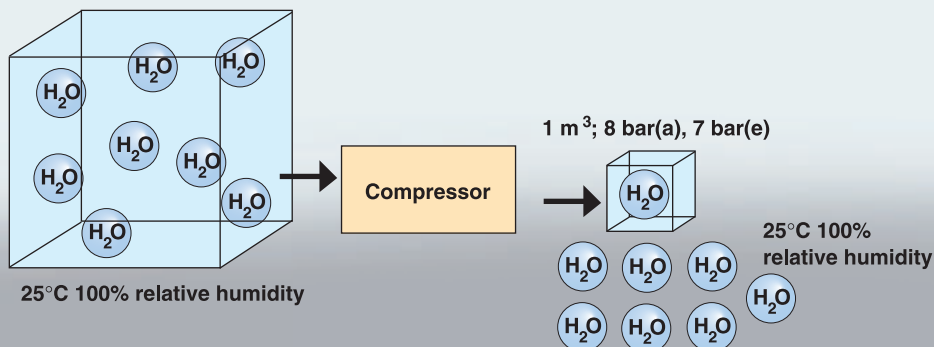 H₂O
H₂O
H₂O
H₂O
H₂O
H₂O
H₂O
H₂O
25°C 100% relative humidity
Compressor
1 m³; 8 bar(a), 7 bar(e)
H₂O
25°C 100%
relative humidity
H₂O H₂O H₂O
H₂O
H₂O H₂O H₂O